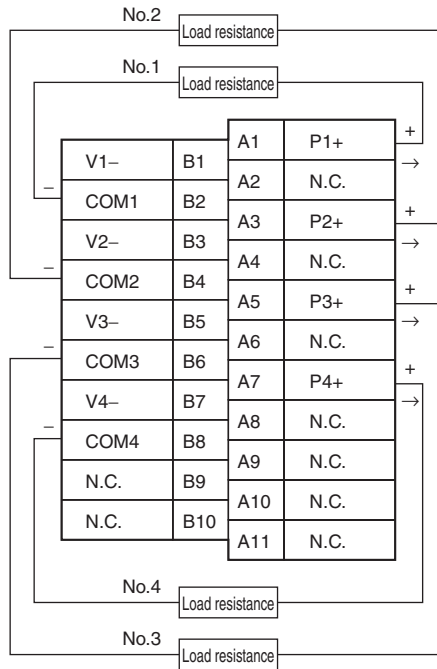 No.2
Load resistance
No.1
Load resistance
+
A1 P1+
→
V1– B1
A2 N.C.
–
COM1 B2
+
A3 P2+
→
V2– B3
A4 N.C.
–
COM2 B4
+
A5 P3+
→
V3– B5
A6 N.C.
–
COM3 B6
+
A7 P4+
→
V4– B7
A8 N.C.
–
COM4 B8
A9 N.C.
N.C. B9
A10 N.C.
N.C. B10
A11 N.C.
No.4
Load resistance
No.3
Load resistance